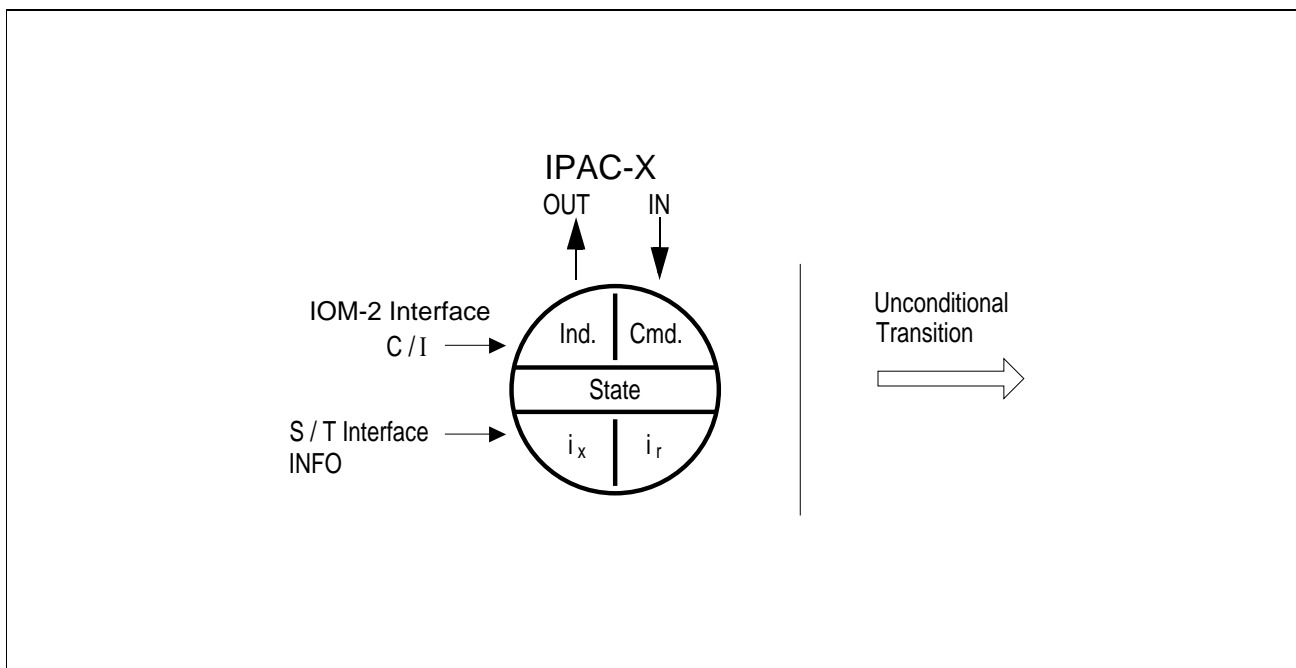 IPAC-X
OUT IN
IOM-2 Interface
C / I
Ind. Cmd.
State
S / T Interface
INFO
i x i r
Unconditional
Transition